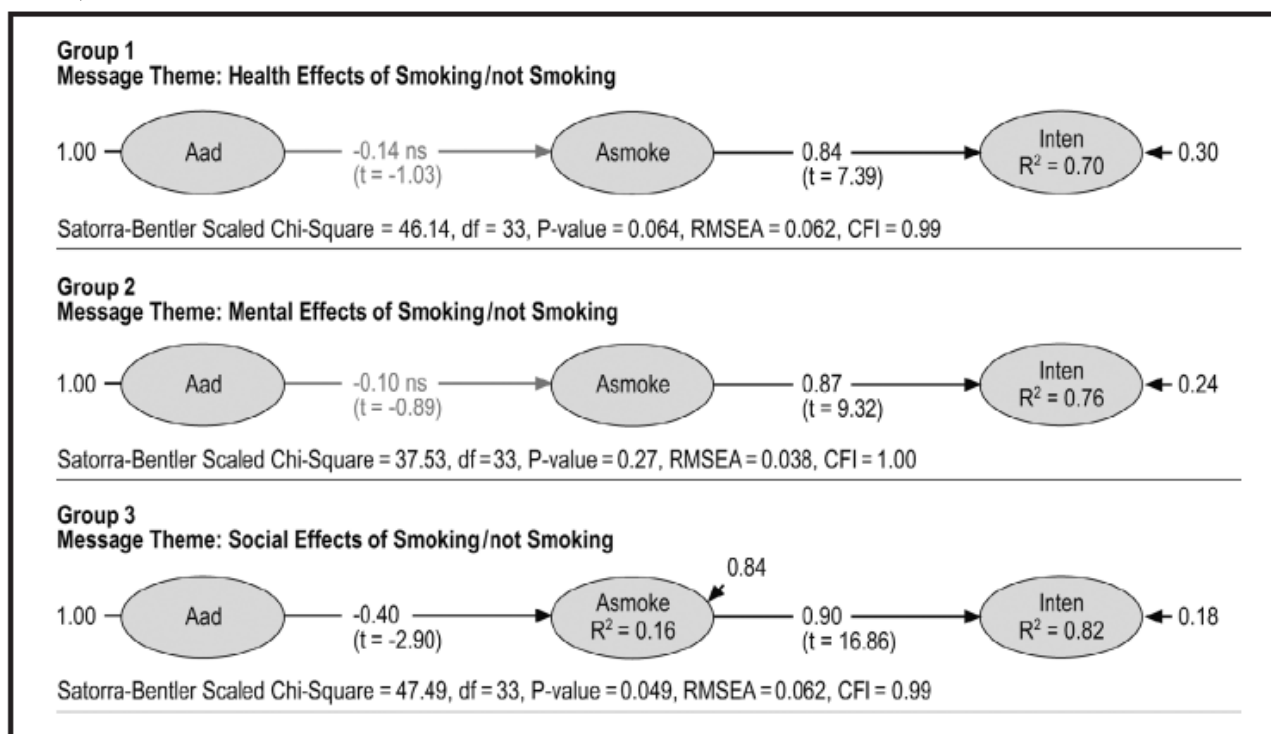 Group 1
Message Theme: Health Effects of Smoking/not Smoking
1.00 Aad -0.14 ns Asmoke 0.84 Inten 0.30
(t = -1.03) (t = 7.39) R² = 0.70
Satorra-Bentler Scaled Chi-Square = 46.14, df = 33, P-value = 0.064, RMSEA = 0.062, CFI = 0.99
Group 2
Message Theme: Mental Effects of Smoking/not Smoking
1.00 Aad -0.10 ns Asmoke 0.87 Inten 0.24
(t = -0.89) (t = 9.32) R² = 0.76
Satorra-Bentler Scaled Chi-Square = 37.53, df =33, P-value = 0.27, RMSEA = 0.038, CFI = 1.00
Group 3
Message Theme: Social Effects of Smoking/not Smoking
0.84
1.00 Aad -0.40 Asmoke 0.90 Inten 0.18
(t = -2.90) R² = 0.16 (t = 16.86) R² = 0.82
Satorra-Bentler Scaled Chi-Square = 47.49, df = 33, P-value = 0.049, RMSEA = 0.062, CFI = 0.99